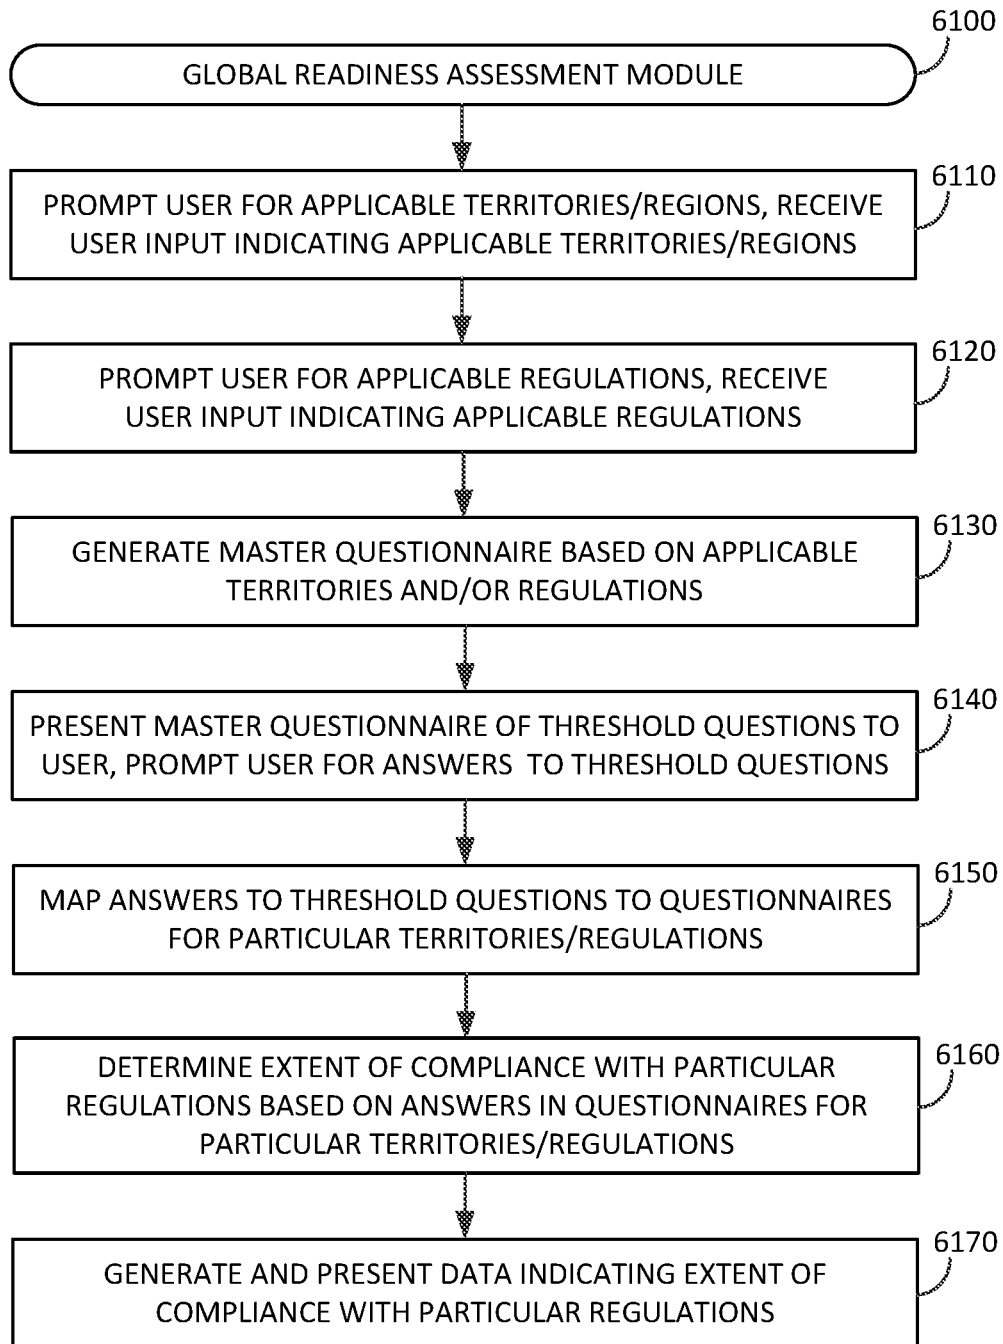 6100
GLOBAL READINESS ASSESSMENT MODULE
6110
PROMPT USER FOR APPLICABLE TERRITORIES/REGIONS, RECEIVE
USER INPUT INDICATING APPLICABLE TERRITORIES/REGIONS
6120
PROMPT USER FOR APPLICABLE REGULATIONS, RECEIVE
USER INPUT INDICATING APPLICABLE REGULATIONS
6130
GENERATE MASTER QUESTIONNAIRE BASED ON APPLICABLE
TERRITORIES AND/OR REGULATIONS
6140
PRESENT MASTER QUESTIONNAIRE OF THRESHOLD QUESTIONS TO
USER, PROMPT USER FOR ANSWERS  TO THRESHOLD QUESTIONS
6150
MAP ANSWERS TO THRESHOLD QUESTIONS TO QUESTIONNAIRES
FOR PARTICULAR TERRITORIES/REGULATIONS
6160
DETERMINE EXTENT OF COMPLIANCE WITH PARTICULAR
REGULATIONS BASED ON ANSWERS IN QUESTIONNAIRES FOR
PARTICULAR TERRITORIES/REGULATIONS
6170
GENERATE AND PRESENT DATA INDICATING EXTENT OF
COMPLIANCE WITH PARTICULAR REGULATIONS